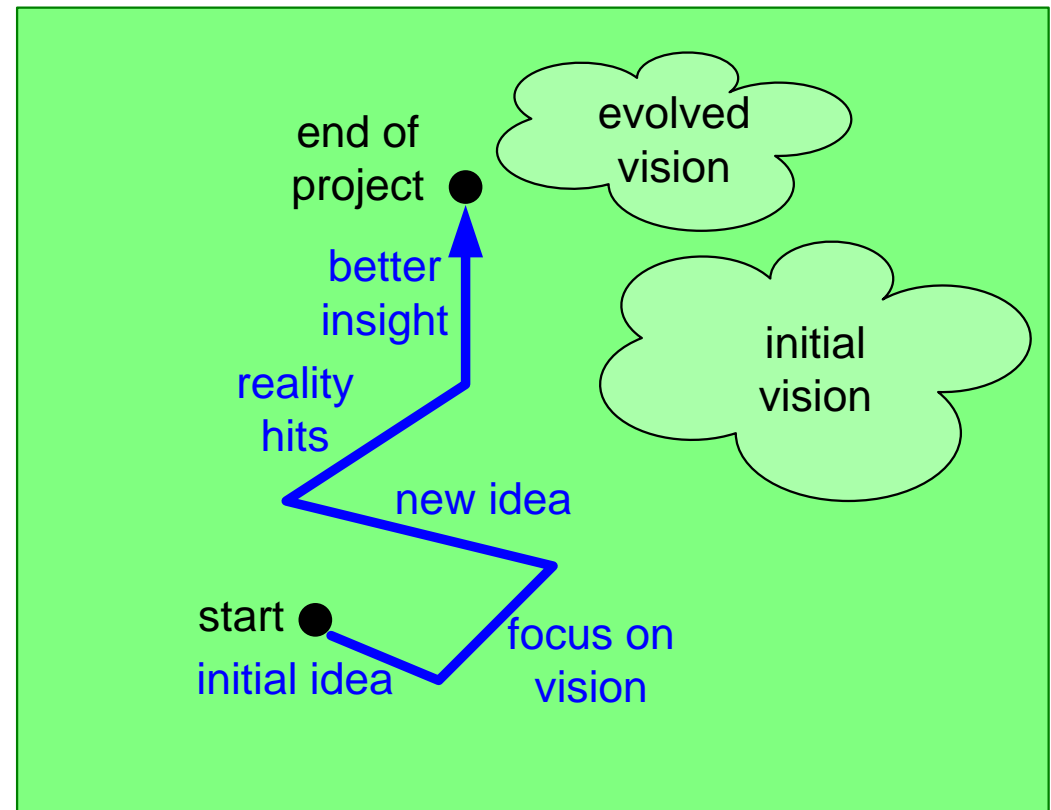 evolved
vision
end of
project
better
insight
initial
vision
reality
hits
new idea
start
initial idea
focus on
vision